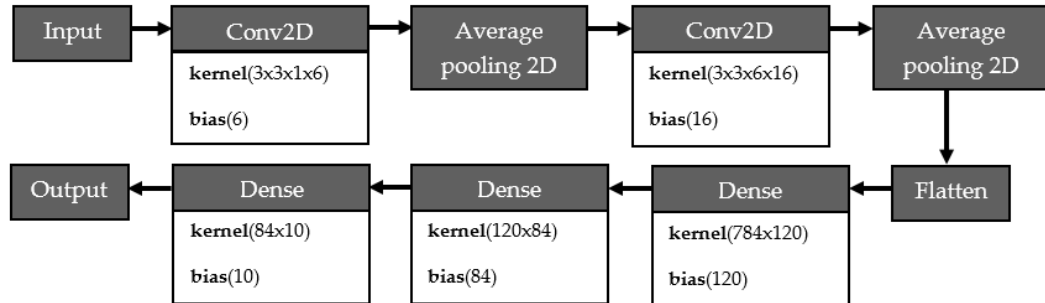 Input
Conv2D
kernel(3x3x1x6)
bias(6)
Average
pooling 2D
Conv2D
kernel(3x3x6x16)
bias(16)
Average
pooling 2D
Flatten
Dense
kernel(784x120)
bias(120)
Dense
kernel(120x84)
bias(84)
Dense
kernel(84x10)
bias(10)
Output